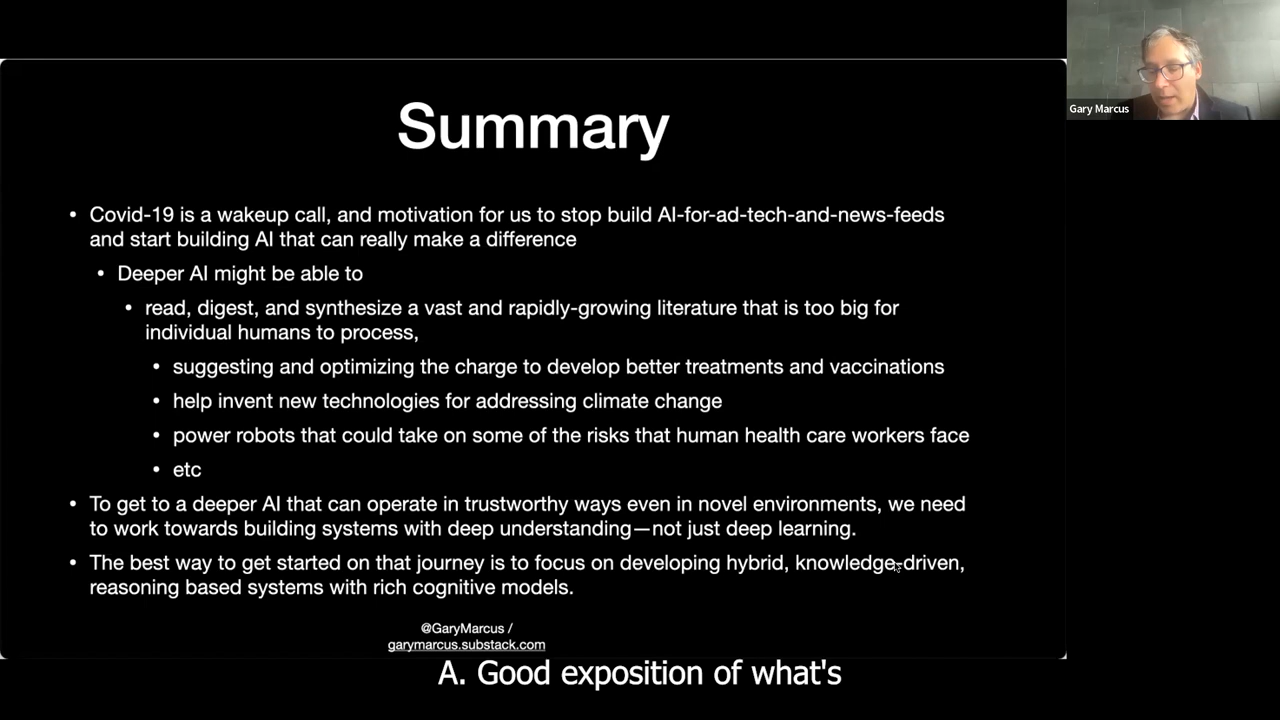 Gary Marcus
Summary
• Covid-19 is a wakeup call, and motivation for us to stop build AI-for-ad-tech-and-news-feeds
and start building AI that can really make a difference
• Deeper AI might be able to
• read, digest, and synthesize a vast and rapidly-growing literature that is too big for
individual humans to process,
• suggesting and optimizing the charge to develop better treatments and vaccinations
• help invent new technologies for addressing climate change
• power robots that could take on some of the risks that human health care workers face
• etc
• To get to a deeper AI that can operate in trustworthy ways even in novel environments, we need
to work towards building systems with deep understanding—not just deep learning.
• The best way to get started on that journey is to focus on developing hybrid, knowledge-driven,
reasoning based systems with rich cognitive models.
@GaryMarcus /
garymarcus.substack.com
A. Good exposition of what's